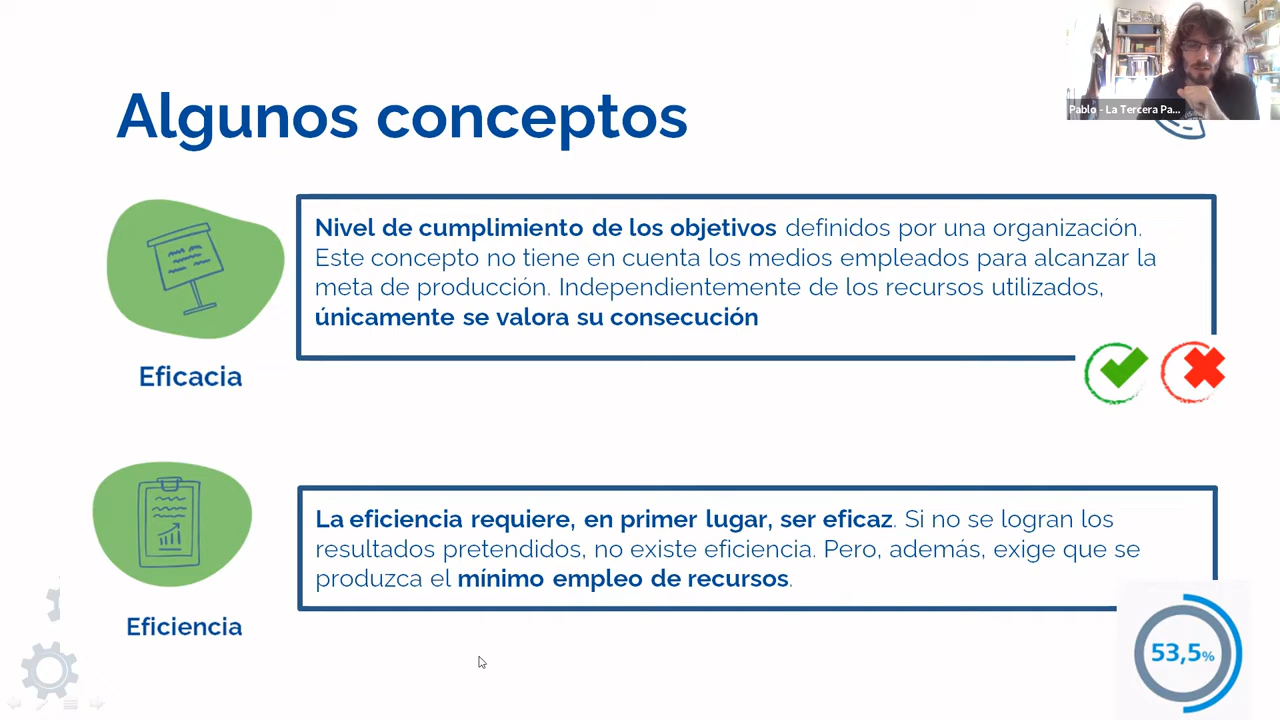 Pablo - La Tercera Pa...
Algunos conceptos
Nivel de cumplimiento de los objetivos definidos por una organización.
Este concepto no tiene en cuenta los medios empleados para alcanzar la
meta de producción. Independientemente de los recursos utilizados,
únicamente se valora su consecución
Eficacia
La eficiencia requiere, en primer lugar, ser eficaz. Si no se logran los
resultados pretendidos, no existe eficiencia. Pero, además, exige que se
produzca el mínimo empleo de recursos.
Eficiencia
53,5%